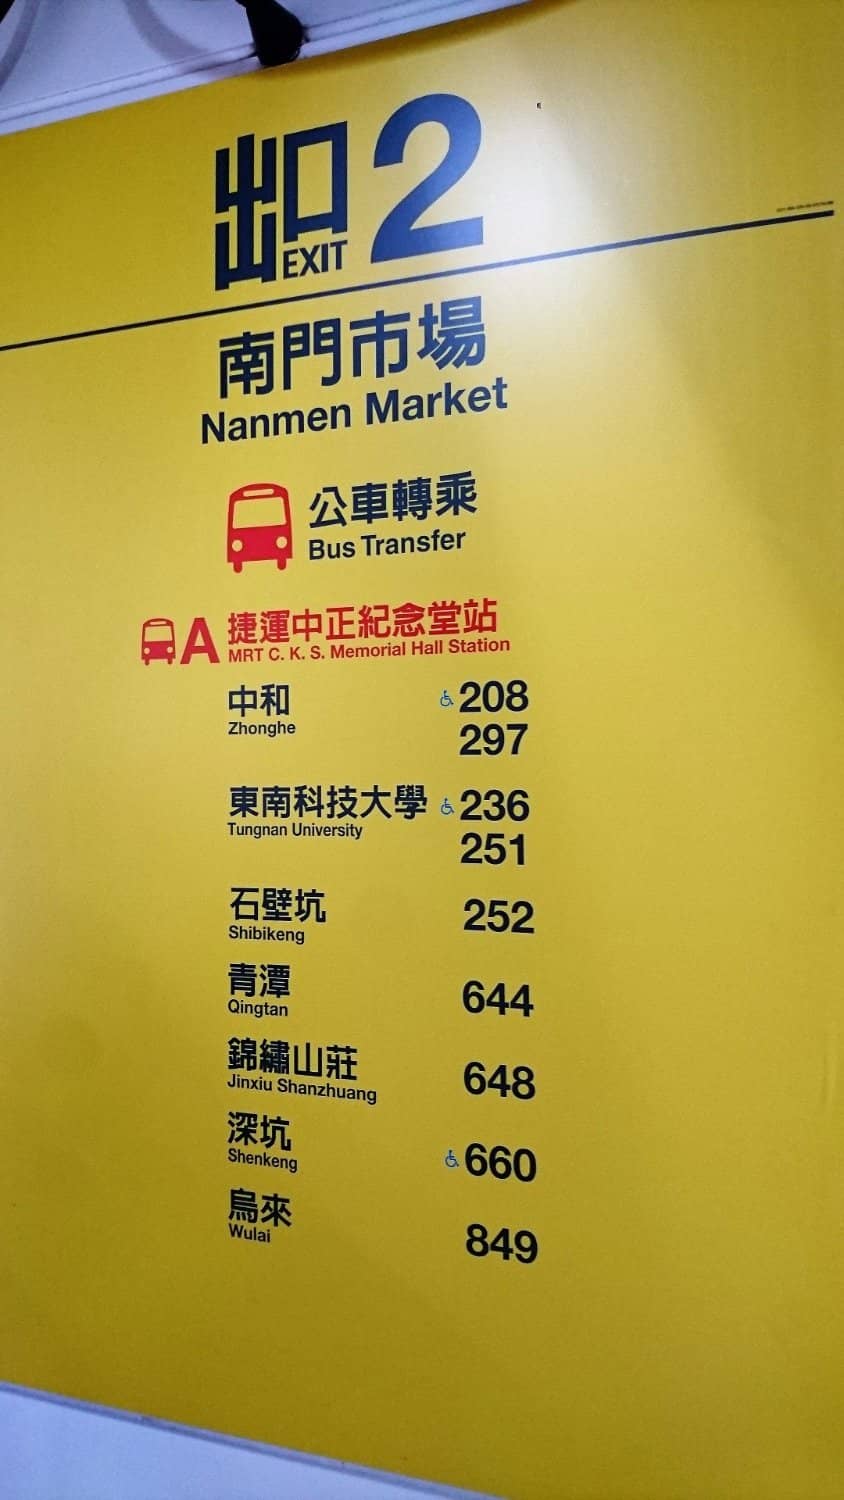 出口 EXIT 2
南門市場
Nanmen Market
公車轉乘
Bus Transfer
A 捷運中正紀念堂站
MRT C. K. S. Memorial Hall Station
中和 208
Zhonghe
297
東南科技大學 236
Tungnan University
251
石壁坑 252
Shibikeng
青潭 644
Qingtan
錦繡山莊 648
Jinxiu Shanzhuang
深坑 660
Shenkeng
烏來 849
Wulai